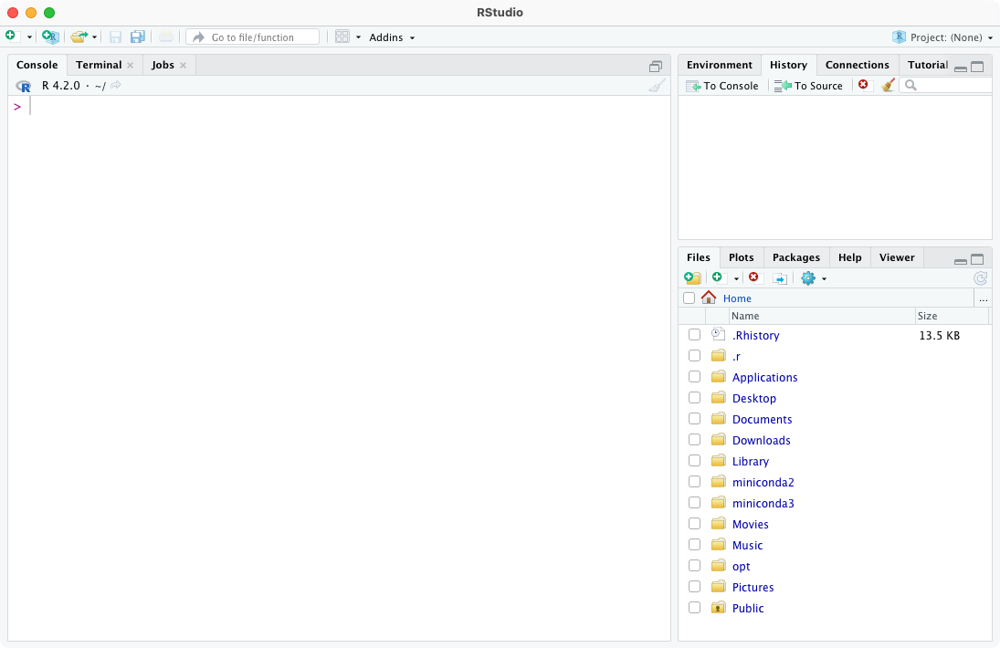 RStudio
Go to file/function
Addins
Project: (None)
Console Terminal Jobs
R 4.2.0 · ~/
>
Environment History Connections Tutorial
To Console To Source
Files Plots Packages Help Viewer
Home ...
Name Size
.Rhistory 13.5 KB
.r
Applications
Desktop
Documents
Downloads
Library
miniconda2
miniconda3
Movies
Music
opt
Pictures
Public